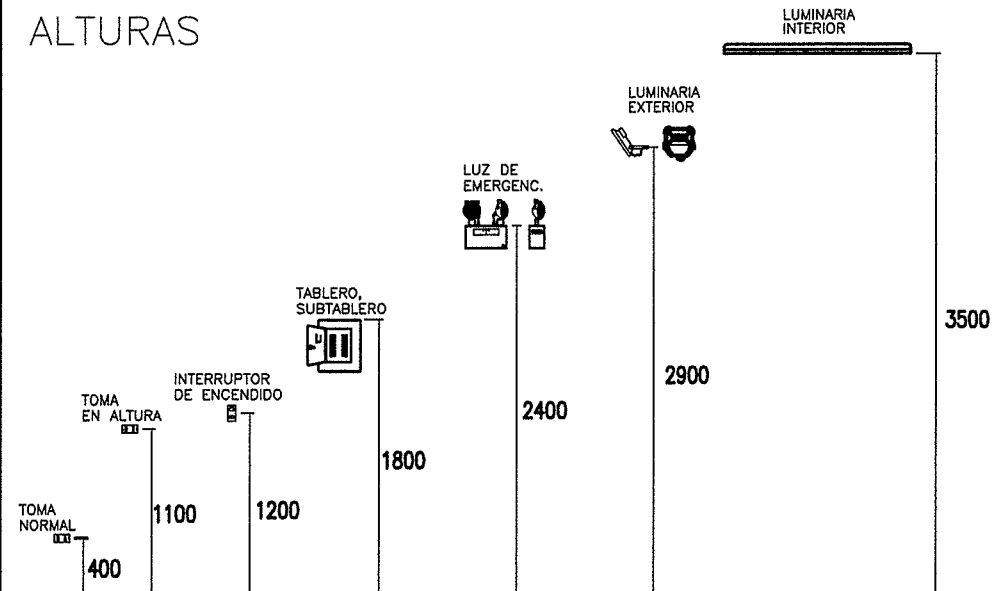 ALTURAS
LUMINARIA
INTERIOR
LUMINARIA
EXTERIOR
LUZ DE
EMERGENC.
TABLERO,
SUBTABLERO
INTERRUPTOR
DE ENCENDIDO
TOMA
EN ALTURA
TOMA
NORMAL
400
1100
1200
1800
2400
2900
3500